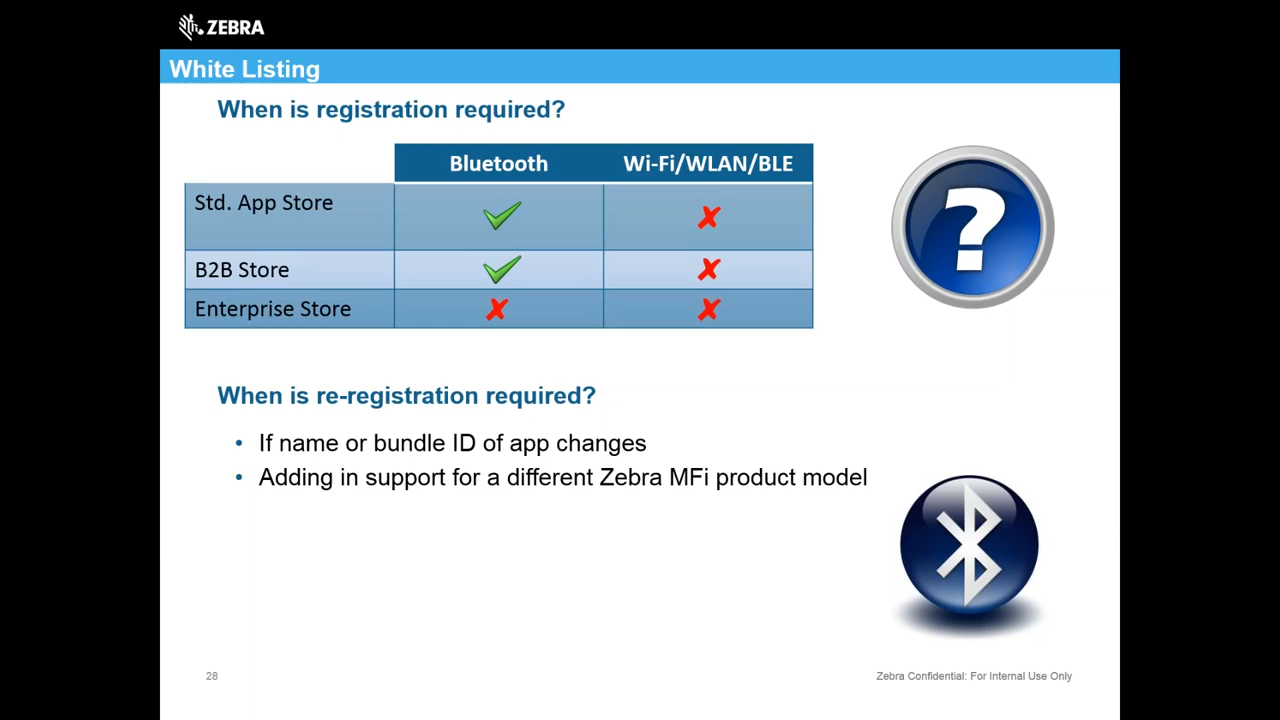 ZEBRA
White Listing
When is registration required?
Bluetooth Wi-Fi/WLAN/BLE
Std. App Store
B2B Store
Enterprise Store
When is re-registration required?
• If name or bundle ID of app changes
• Adding in support for a different Zebra MFi product model
28 Zebra Confidential: For Internal Use Only